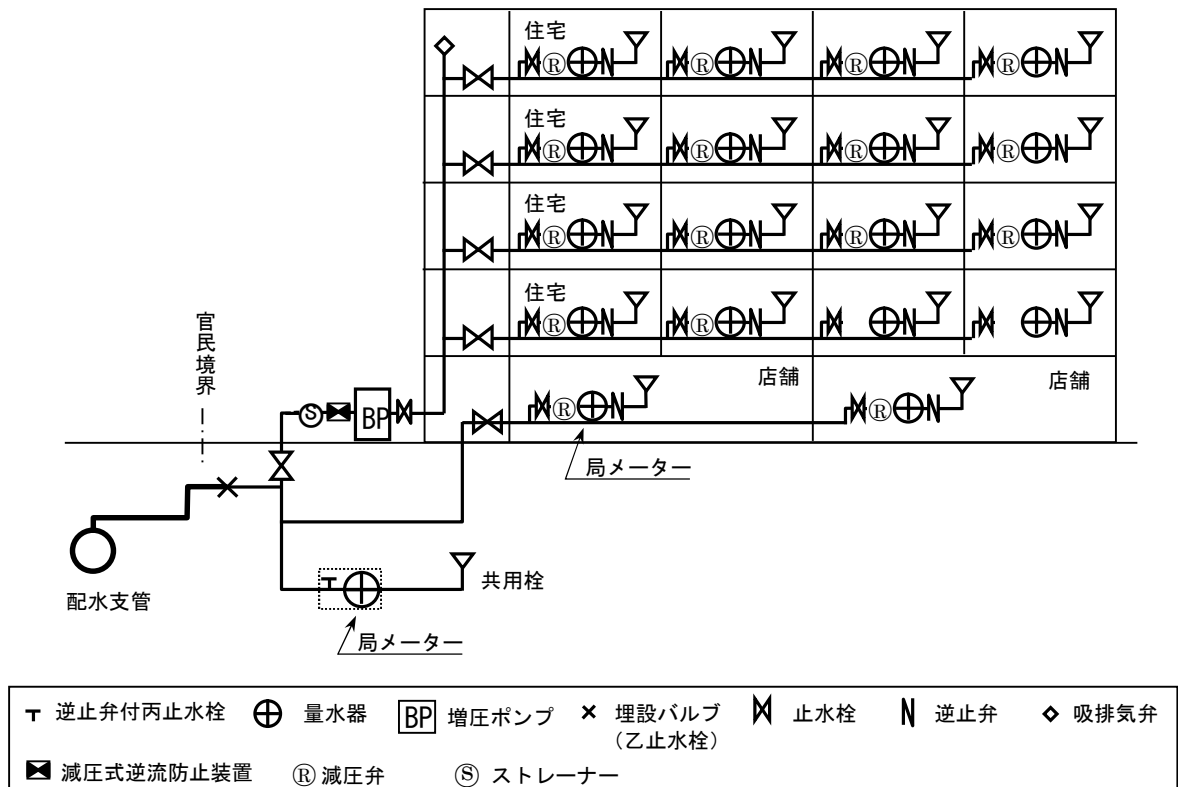 住宅
Ⓡ Ⓡ Ⓡ Ⓡ
住宅
Ⓡ Ⓡ Ⓡ Ⓡ
住宅
Ⓡ Ⓡ Ⓡ Ⓡ
住宅
Ⓡ Ⓡ
官民境界
店舗
店舗
Ⓢ
BP
Ⓡ Ⓡ
局メーター
配水支管
共用栓
局メーター
逆止弁付丙止水栓
量水器
BP 増圧ポンプ
埋設バルブ
(乙止水栓)
止水栓
逆止弁
吸排気弁
減圧式逆流防止装置
Ⓡ 減圧弁
Ⓢ ストレーナー